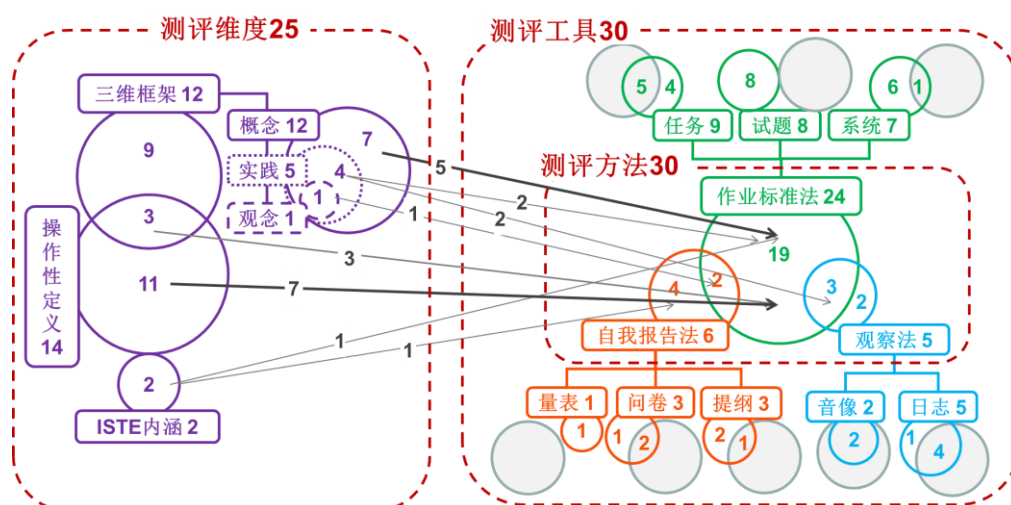 测评维度25
三维框架 12
概念 12
实践 5
观念 1
9
7
4
1
3
操作性定义 14
11
2
ISTE内涵 2
5
2
2
1
3
7
1
1
测评工具30
5
4
8
6
1
任务 9
试题 8
系统 7
测评方法30
作业标准法 24
19
4
2
3
2
自我报告法 6
观察法 5
量表 1
问卷 3
提纲 3
音像 2
日志 5
1
1
2
2
1
2
1
4